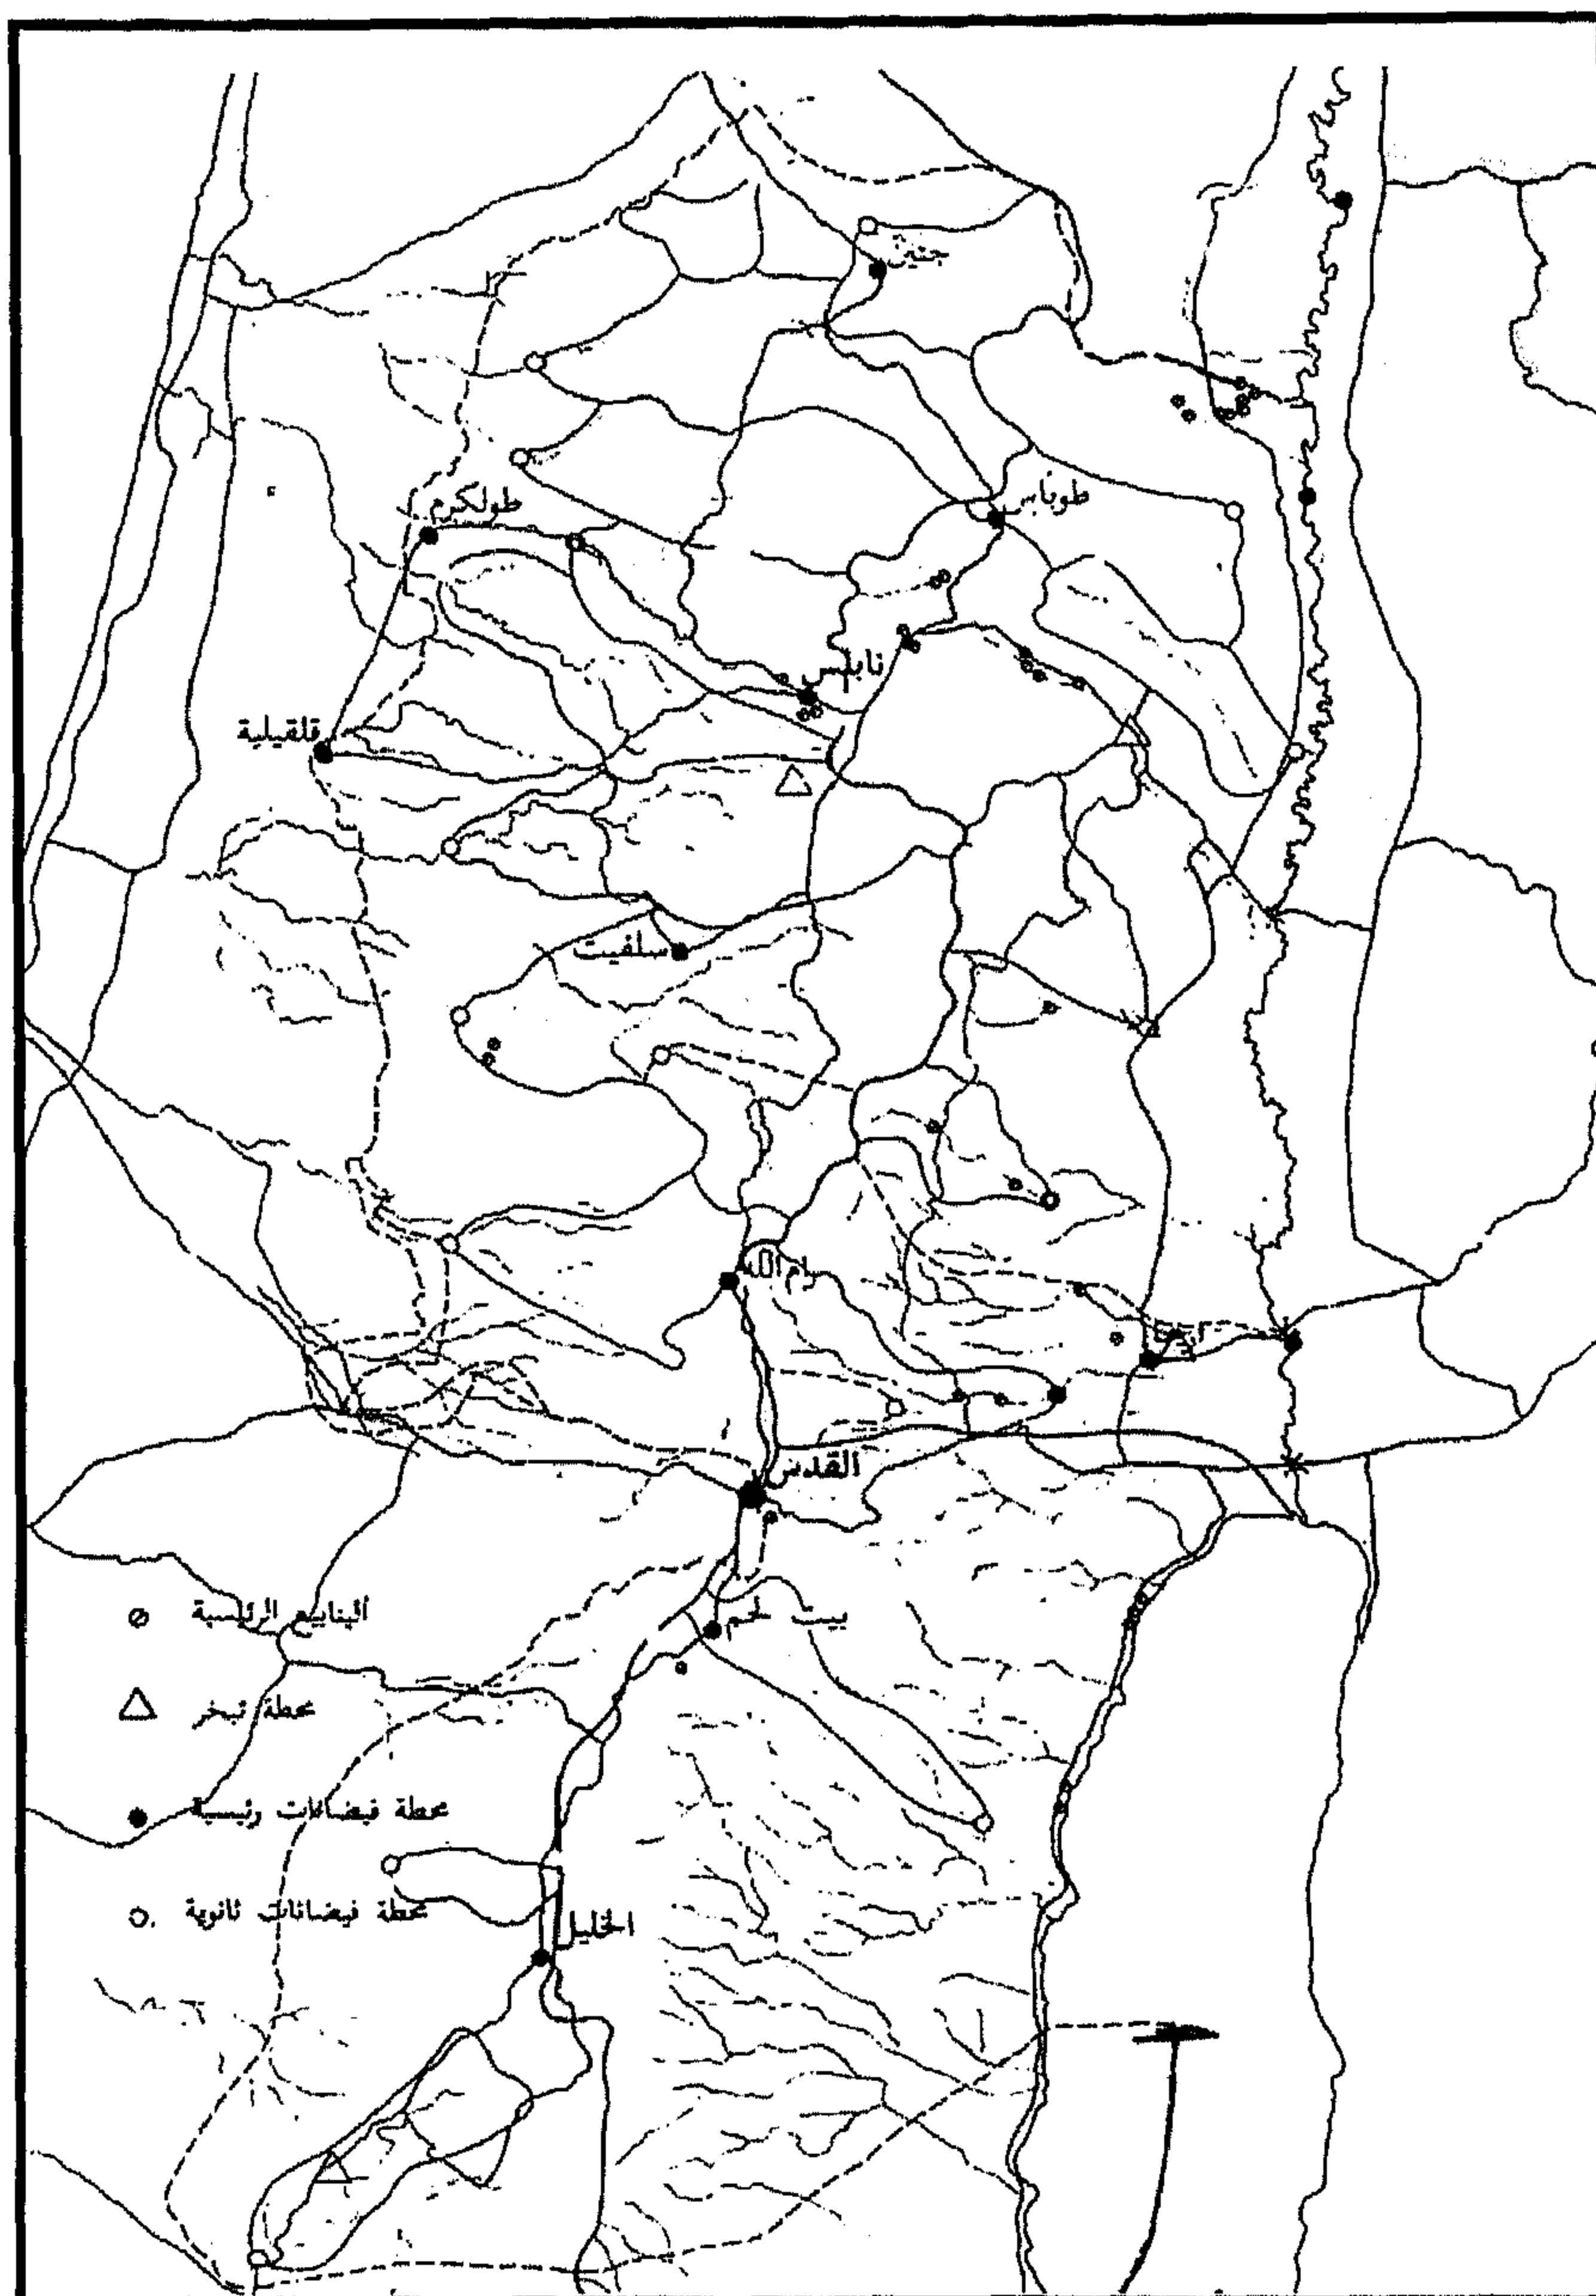 جنين
طوباس
طولكرم
نابلس
قلقيلية
سلفيت
رام الله
القدس
بيت لحم
الينابيع الرئيسية
محطة تبخر
محطة فيضانات رئيسية
محطة فيضانات ثانوية
الخليل